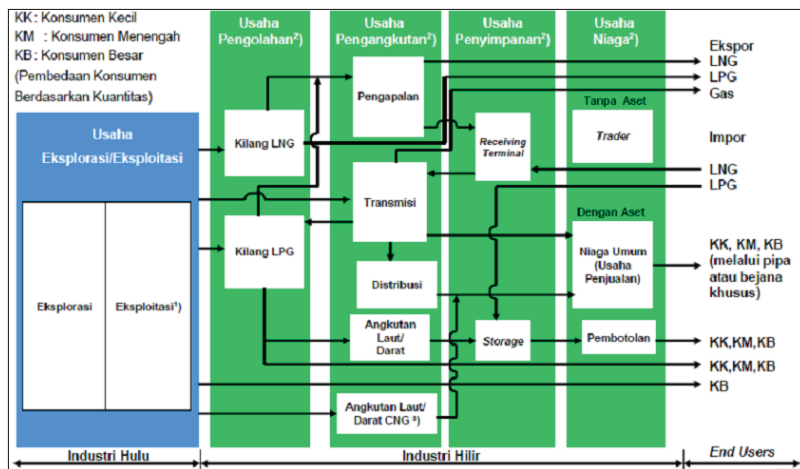 KK : Konsumen Kecil
KM : Konsumen Menengah
KB : Konsumen Besar
(Pembedaan Konsumen
Berdasarkan Kuantitas)
Usaha
Pengolahan²)
Usaha
Pengangkutan²)
Usaha
Penyimpanan²)
Usaha
Niaga²)
Ekspor
LNG
LPG
Gas
Usaha
Eksplorasi/Eksploitasi
Kilang LNG
Pengapalan
Receiving
Terminal
Tanpa Aset
Trader
Impor
LNG
LPG
Eksplorasi
Eksploitasi¹)
Kilang LPG
Transmisi
Dengan Aset
Niaga Umum
(Usaha
Penjualan)
KK, KM, KB
(melalui pipa
atau bejana
khusus)
Distribusi
Angkutan
Laut/
Darat
Storage
Pembotolan
KK,KM,KB
KK,KM,KB
KB
Angkutan Laut/
Darat CNG ³)
Industri Hulu
Industri Hilir
End Users